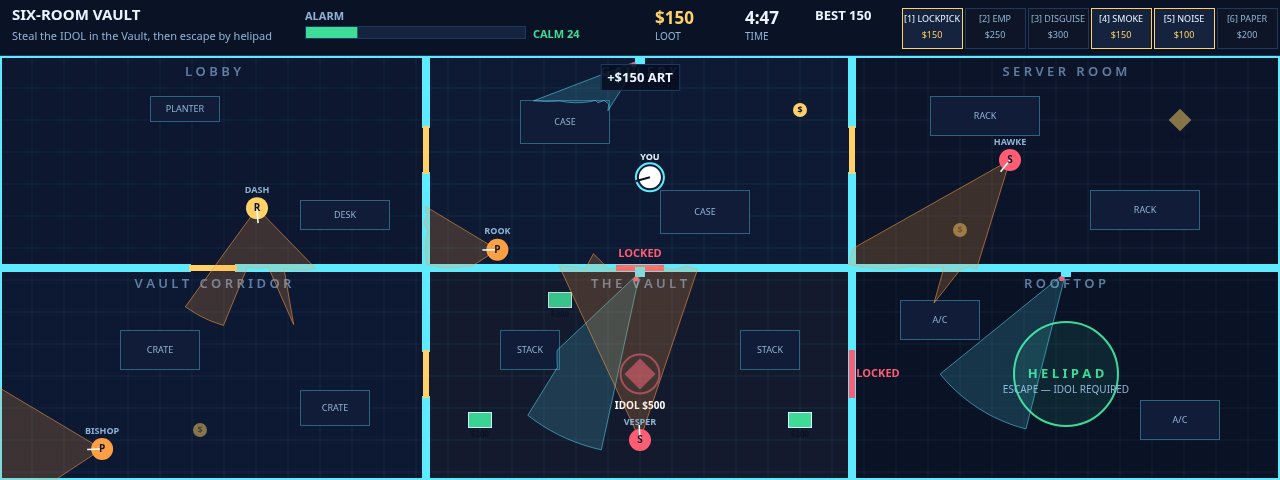 SIX-ROOM VAULT
Steal the IDOL in the Vault, then escape by helipad
ALARM
CALM 24
$150
LOOT
4:47
TIME
BEST 150
[1] LOCKPICK
$150
[2] EMP
$250
[3] DISGUISE
$300
[4] SMOKE
$150
[5] NOISE
$100
[6] PAPER
$200
LOBBY
PLANTER
DASH
R
DESK
+$150 ART
CASE
$
YOU
CASE
ROOK
P
LOCKED
SERVER ROOM
RACK
HAWKE
S
RACK
$
VAULT CORRIDOR
CRATE
CRATE
BISHOP
P
$
THE VAULT
STACK
STACK
IDOL $500
VESPER
S
ROOFTOP
A/C
LOCKED
HELIPAD
ESCAPE — IDOL REQUIRED
A/C